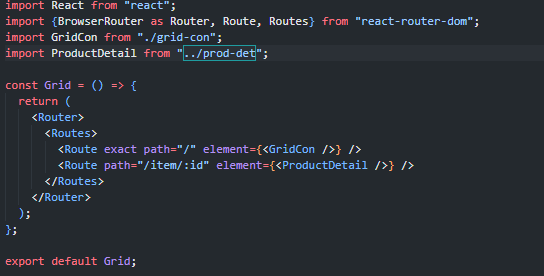 import React from "react";
import {BrowserRouter as Router, Route, Routes} from "react-router-dom";
import GridCon from "./grid-con";
import ProductDetail from "../prod-det";

const Grid = () => {
  return (
    <Router>
      <Routes>
        <Route exact path="/" element={<GridCon />} />
        <Route path="/item/:id" element={<ProductDetail />} />
      </Routes>
    </Router>
  );
};

export default Grid;